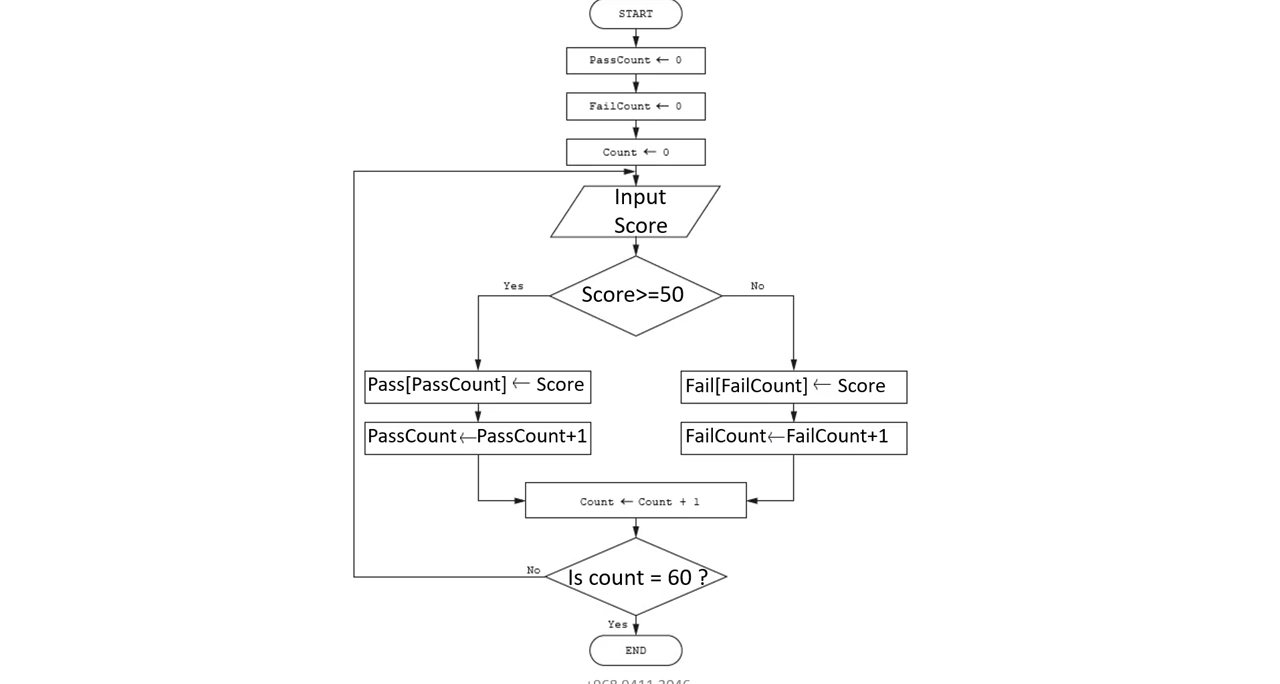 START
PassCount ← 0
FailCount ← 0
Count ← 0
Input
Score
Score>=50
Yes
No
Pass[PassCount] ← Score
Fail[FailCount] ← Score
PassCount←PassCount+1
FailCount←FailCount+1
Count ← Count + 1
Is count = 60 ?
No
Yes
END